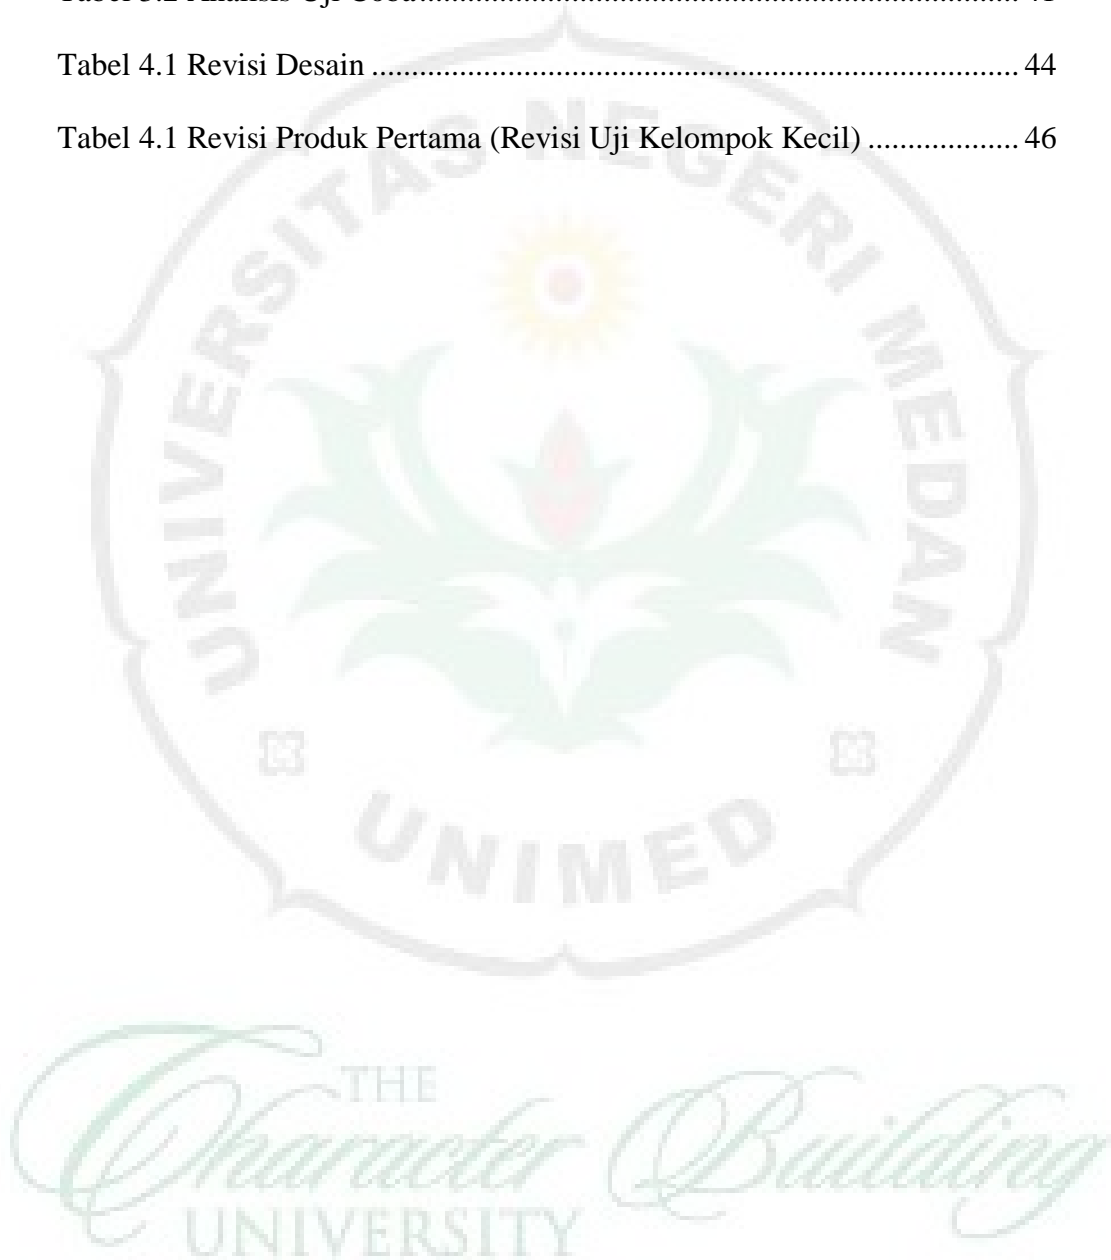 Tabel 4.1 Revisi Desain ................................................................................ 44
Tabel 4.1 Revisi Produk Pertama (Revisi Uji Kelompok Kecil) ................... 46
UNIVERSITAS NEGERI MEDAN
UNIMED
THE
Character Building
UNIVERSITY